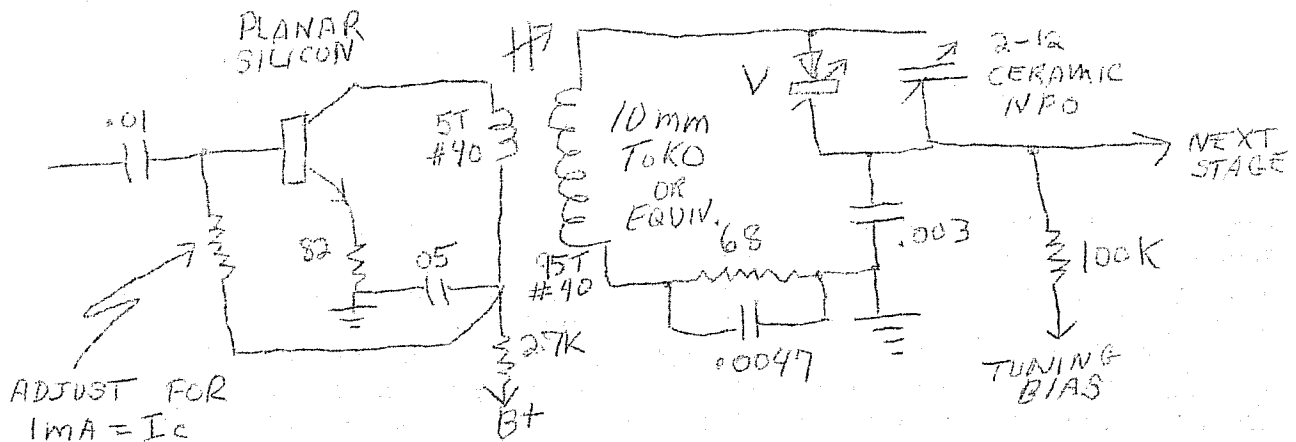 PLANAR
SILICON
.01
5T
#40
82
.05
ADJUST FOR
1mA = Ic
2.7K
B+
10mm
TOKO
OR
EQUIV.
95T
#40
68
.0047
V
2-12
CERAMIC
NPO
.003
NEXT
STAGE
100K
TUNING
BIAS